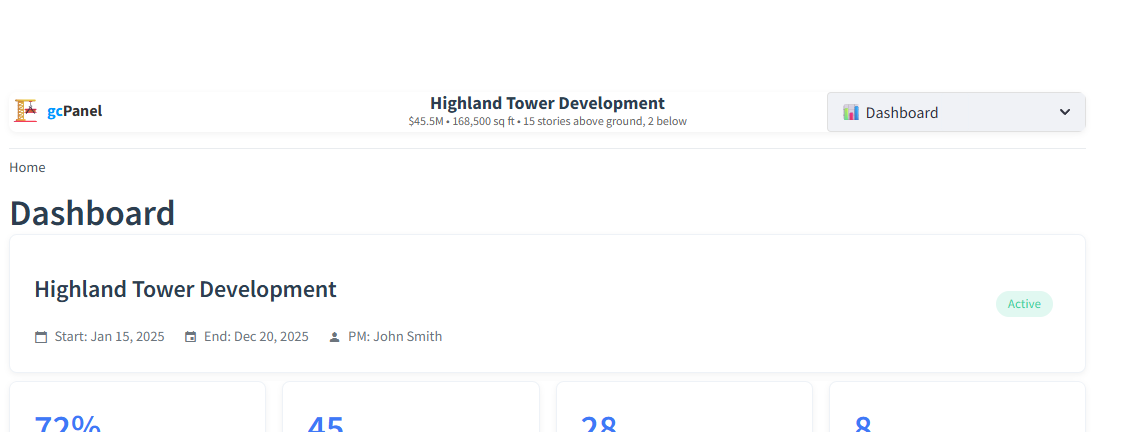 gcPanel
Highland Tower Development
$45.5M • 168,500 sq ft • 15 stories above ground, 2 below
Dashboard
Home
Dashboard
Highland Tower Development
Active
Start: Jan 15, 2025 End: Dec 20, 2025 PM: John Smith
72% 45 28 8